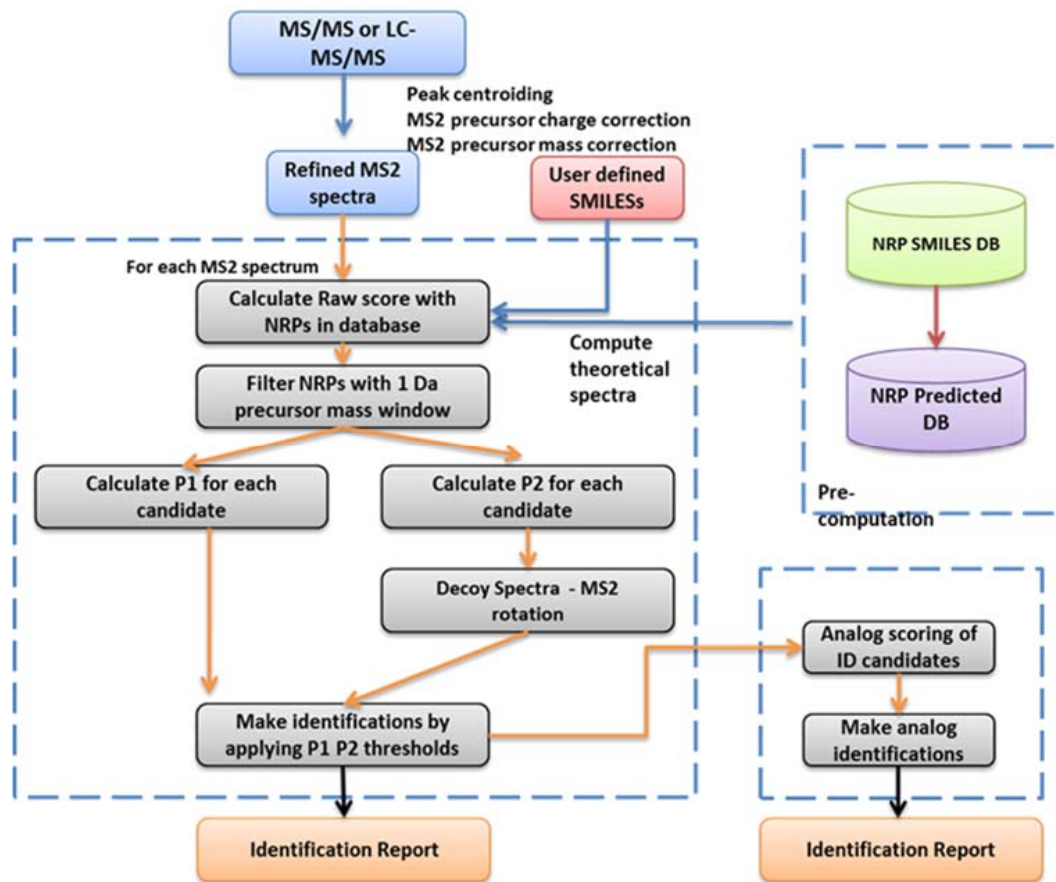 MS/MS or LC-
MS/MS
Peak centroiding
MS2 precursor charge correction
MS2 precursor mass correction
Refined MS2
spectra
User defined
SMILESs
For each MS2 spectrum
Calculate Raw score with
NRPs in database
NRP SMILES DB
Compute
theoretical
spectra
Filter NRPs with 1 Da
precursor mass window
NRP Predicted
DB
Calculate P1 for each
candidate
Calculate P2 for each
candidate
Pre-
computation
Decoy Spectra - MS2
rotation
Analog scoring of
ID candidates
Make identifications by
applying P1 P2 thresholds
Make analog
identifications
Identification Report
Identification Report